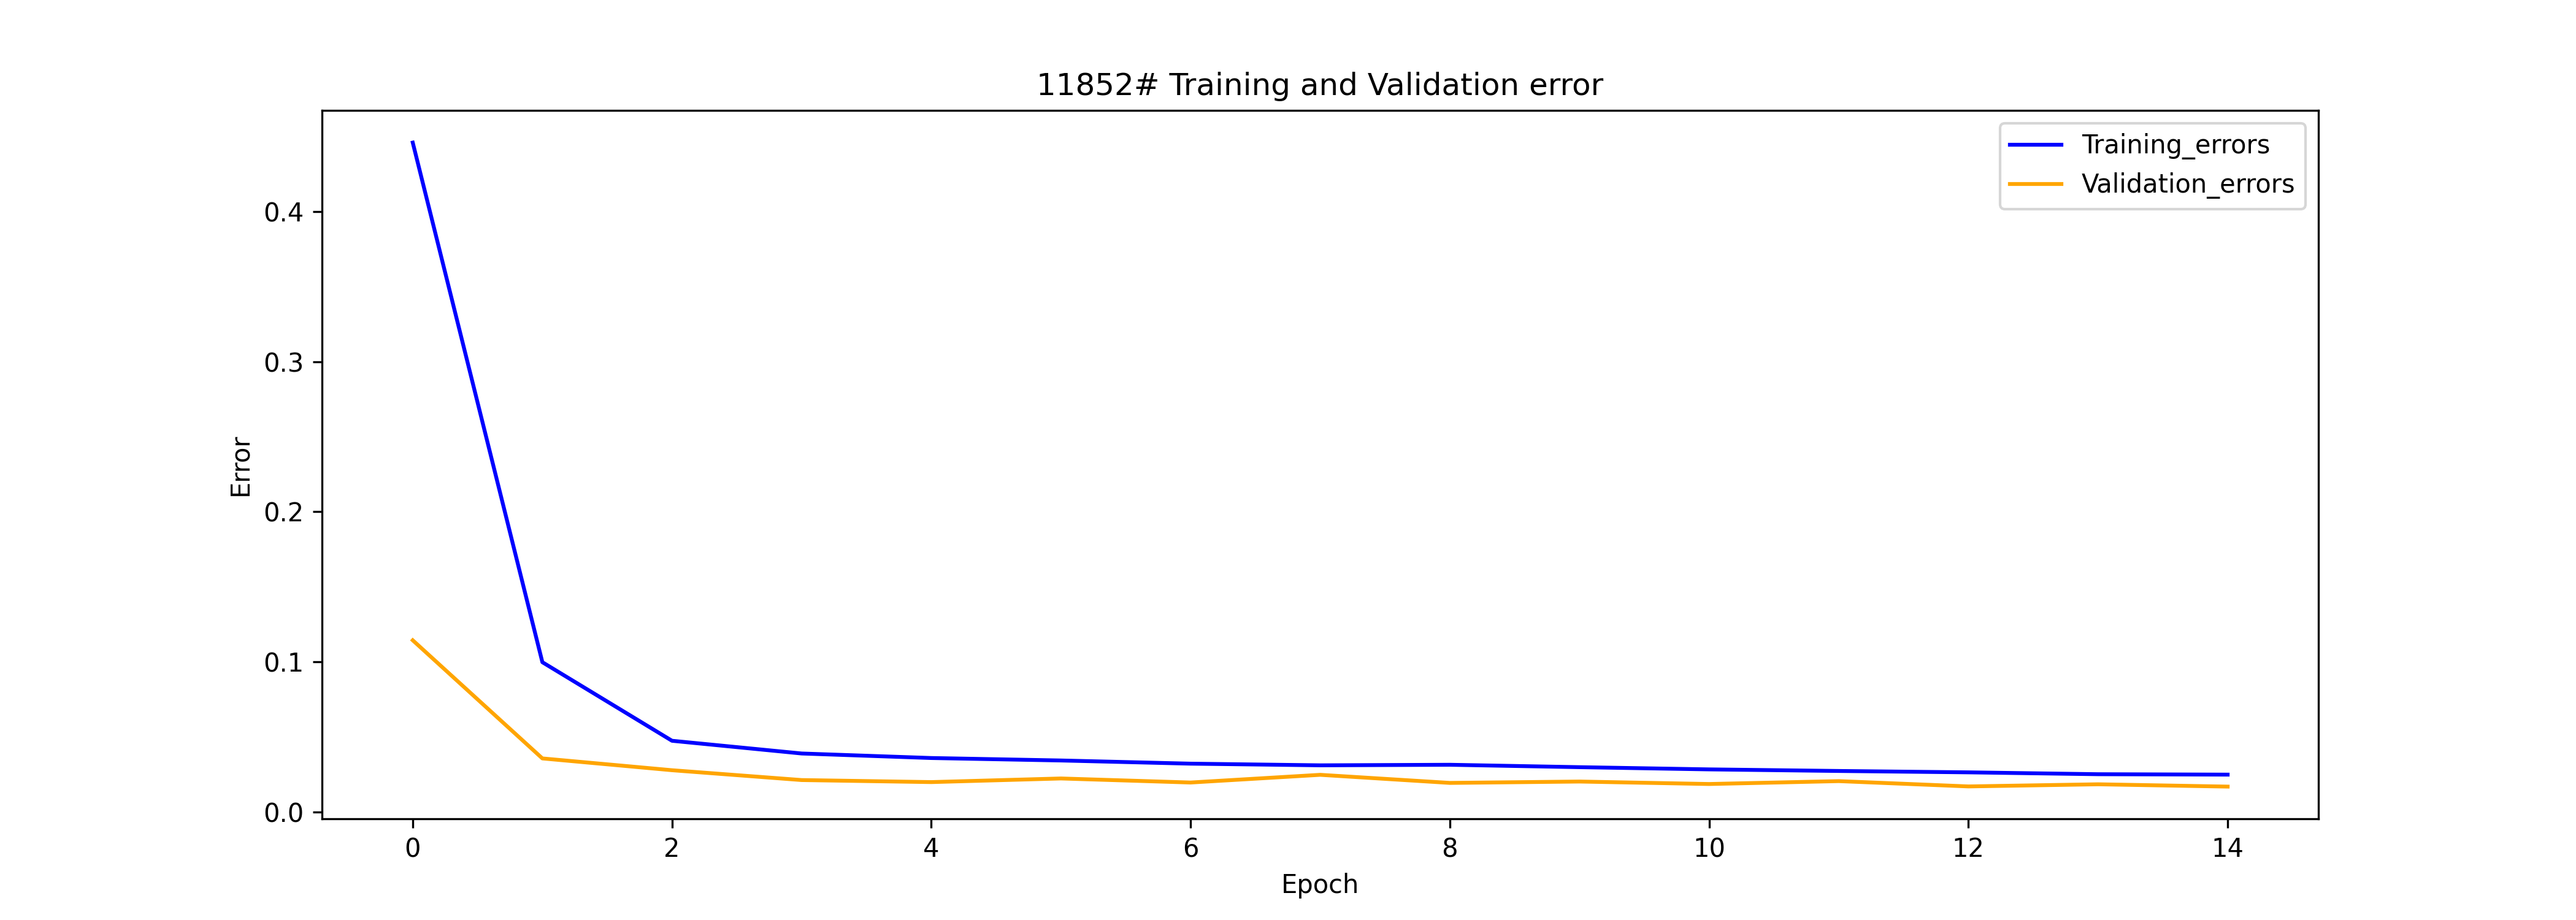 11852# Training and Validation error
Training_errors
Validation_errors
0.4
0.3
0.2
0.1
0.0
Error
0 2 4 6 8 10 12 14
Epoch